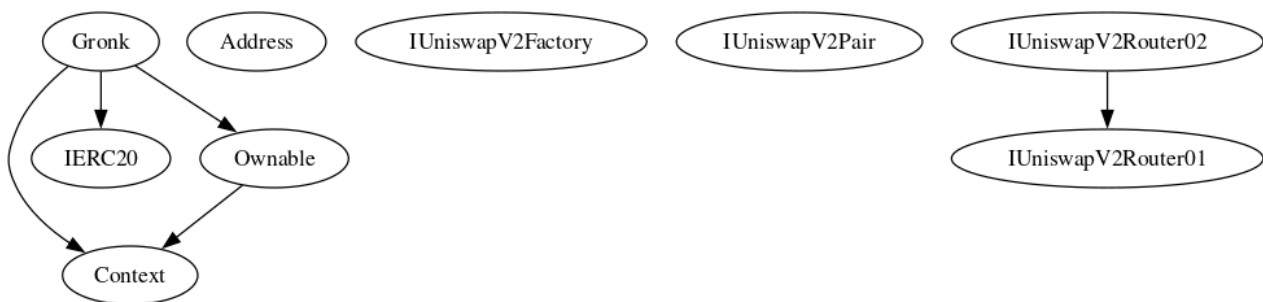 Gronk
Address
IUniswapV2Factory
IUniswapV2Pair
IUniswapV2Router02
IERC20
Ownable
IUniswapV2Router01
Context